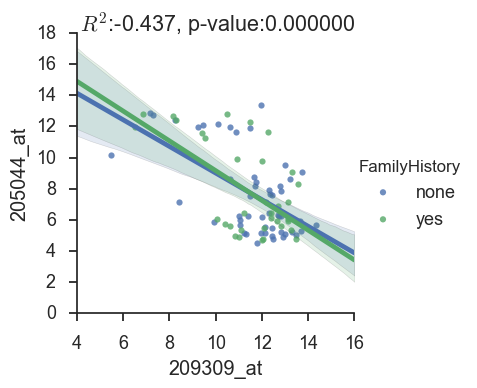 R²:-0.437, p-value:0.000000
18
16
14
12
10
8
6
4
2
0
205044_at
4 6 8 10 12 14 16
209309_at
FamilyHistory
none
yes